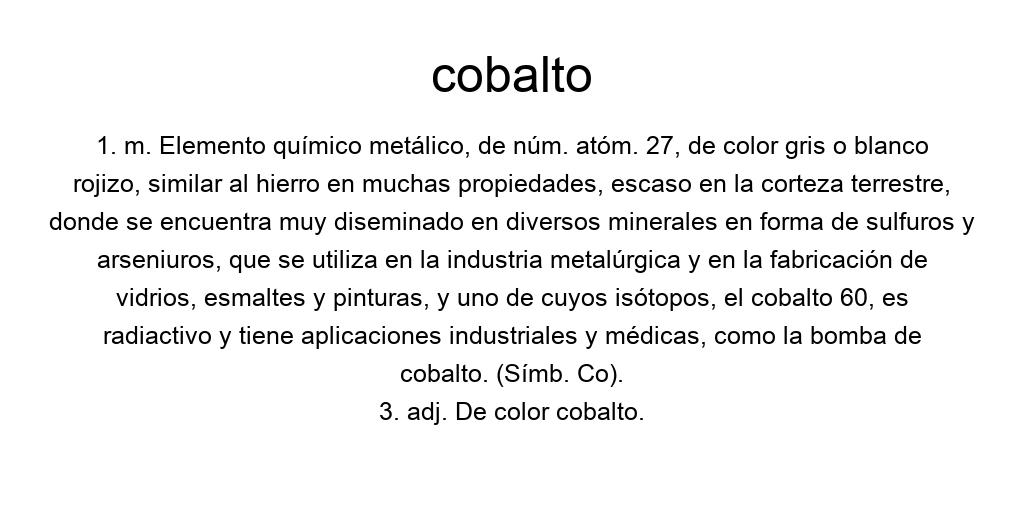 cobalto
1. m. Elemento químico metálico, de núm. atóm. 27, de color gris o blanco
rojizo, similar al hierro en muchas propiedades, escaso en la corteza terrestre,
donde se encuentra muy diseminado en diversos minerales en forma de sulfuros y
arseniuros, que se utiliza en la industria metalúrgica y en la fabricación de
vidrios, esmaltes y pinturas, y uno de cuyos isótopos, el cobalto 60, es
radiactivo y tiene aplicaciones industriales y médicas, como la bomba de
cobalto. (Símb. Co).
3. adj. De color cobalto.